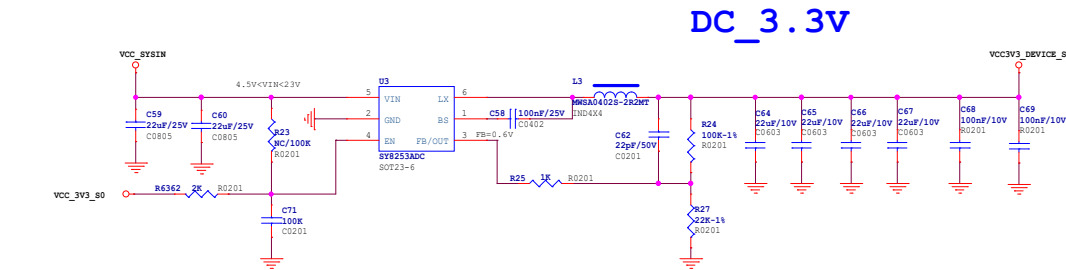 DC_3.3V
VCC_SYSIN
VCC3V3_DEVICE_S
4.5V<VIN<23V
U3
L3
5
VIN
LX
6
MWSA0402S-2R2MT
IND4X4
C59
22uF/25V
C0805
C60
22uF/25V
C0805
2
GND
BS
1
C58
100nF/25V
C0402
R23
NC/100K
R0201
4
EN
FB/OUT
3
FB=0.6V
SY8253ADC
SOT23-6
C62
22pF/50V
C0201
R24
100K-1%
R0201
C64
22uF/10V
C0603
C65
22uF/10V
C0603
C66
22uF/10V
C0603
C67
22uF/10V
C0603
C68
100nF/10V
R0201
C69
100nF/10V
R0201
VCC_3V3_S0
R6362
2K
R0201
R25
1K
R0201
C71
100K
C0201
R27
22K-1%
R0201